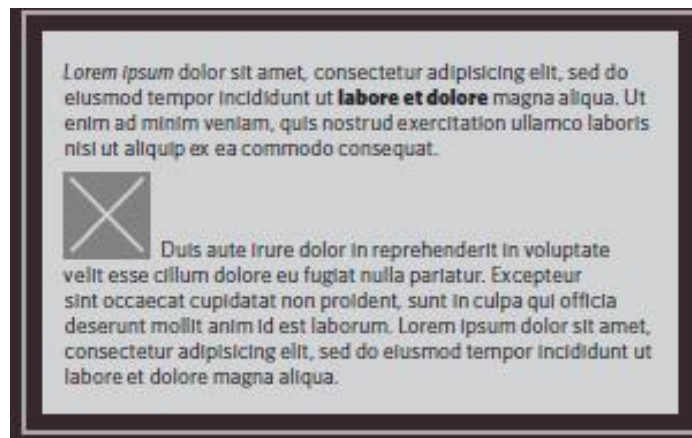 Lorem ipsum dolor sit amet, consectetur adipisicing elit, sed do
eiusmod tempor incididunt ut labore et dolore magna aliqua. Ut
enim ad minim veniam, quis nostrud exercitation ullamco laboris
nisi ut aliquip ex ea commodo consequat.
Duis aute irure dolor in reprehenderit in voluptate
velit esse cillum dolore eu fugiat nulla pariatur. Excepteur
sint occaecat cupidatat non proident, sunt in culpa qui officia
deserunt mollit anim id est laborum. Lorem ipsum dolor sit amet,
consectetur adipisicing elit, sed do eiusmod tempor incididunt ut
labore et dolore magna aliqua.